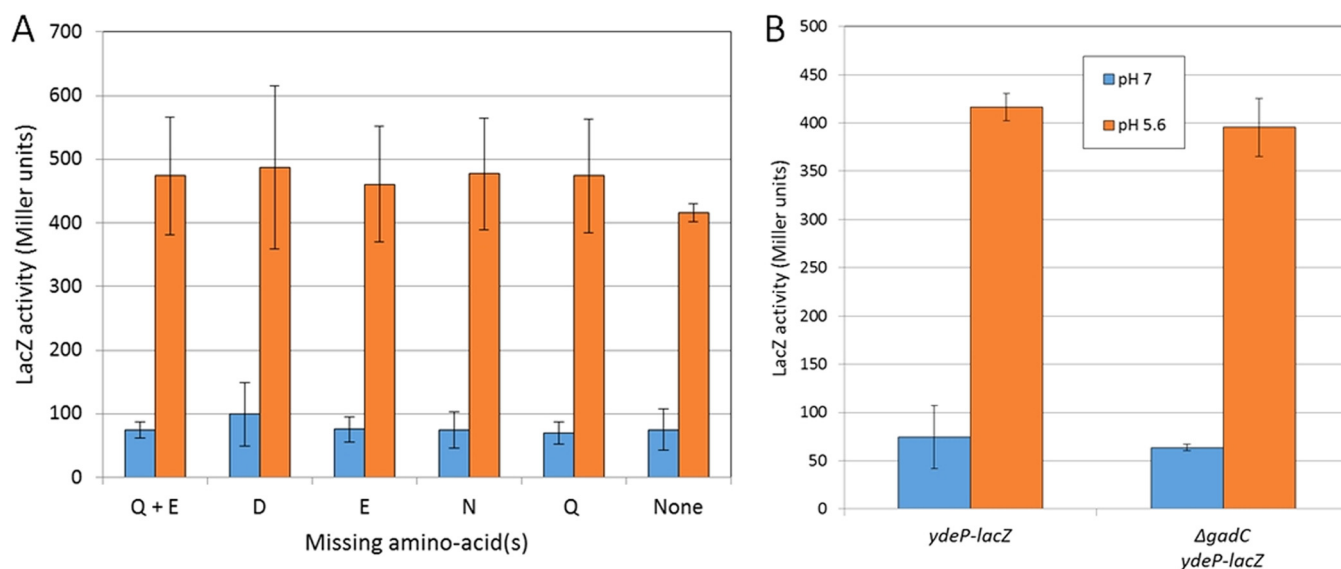 A
LacZ activity (Miller units)
700
600
500
400
300
200
100
0
Q + E D E N Q None
Missing amino-acid(s)
B
LacZ activity (Miller units)
500
450
400
350
300
250
200
150
100
50
0
pH 7
pH 5.6
ydeP-lacZ ΔgadC
ydeP-lacZ